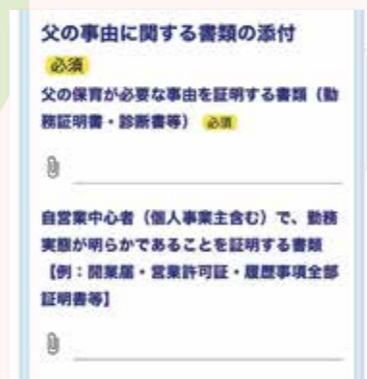 父の事由に関する書類の添付
必須
父の保育が必要な事由を証明する書類（勤
務証明書・診断書等） 必須
自営業中心者（個人事業主含む）で、勤務
実態が明らかであることを証明する書類
【例：開業届・営業許可証・履歴事項全部
証明書等】